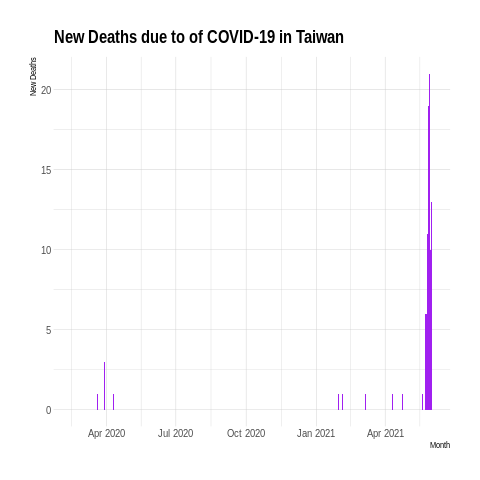 New Deaths due to of COVID-19 in Taiwan
New Deaths
20
15
10
5
0
Apr 2020 Jul 2020 Oct 2020 Jan 2021 Apr 2021
Month